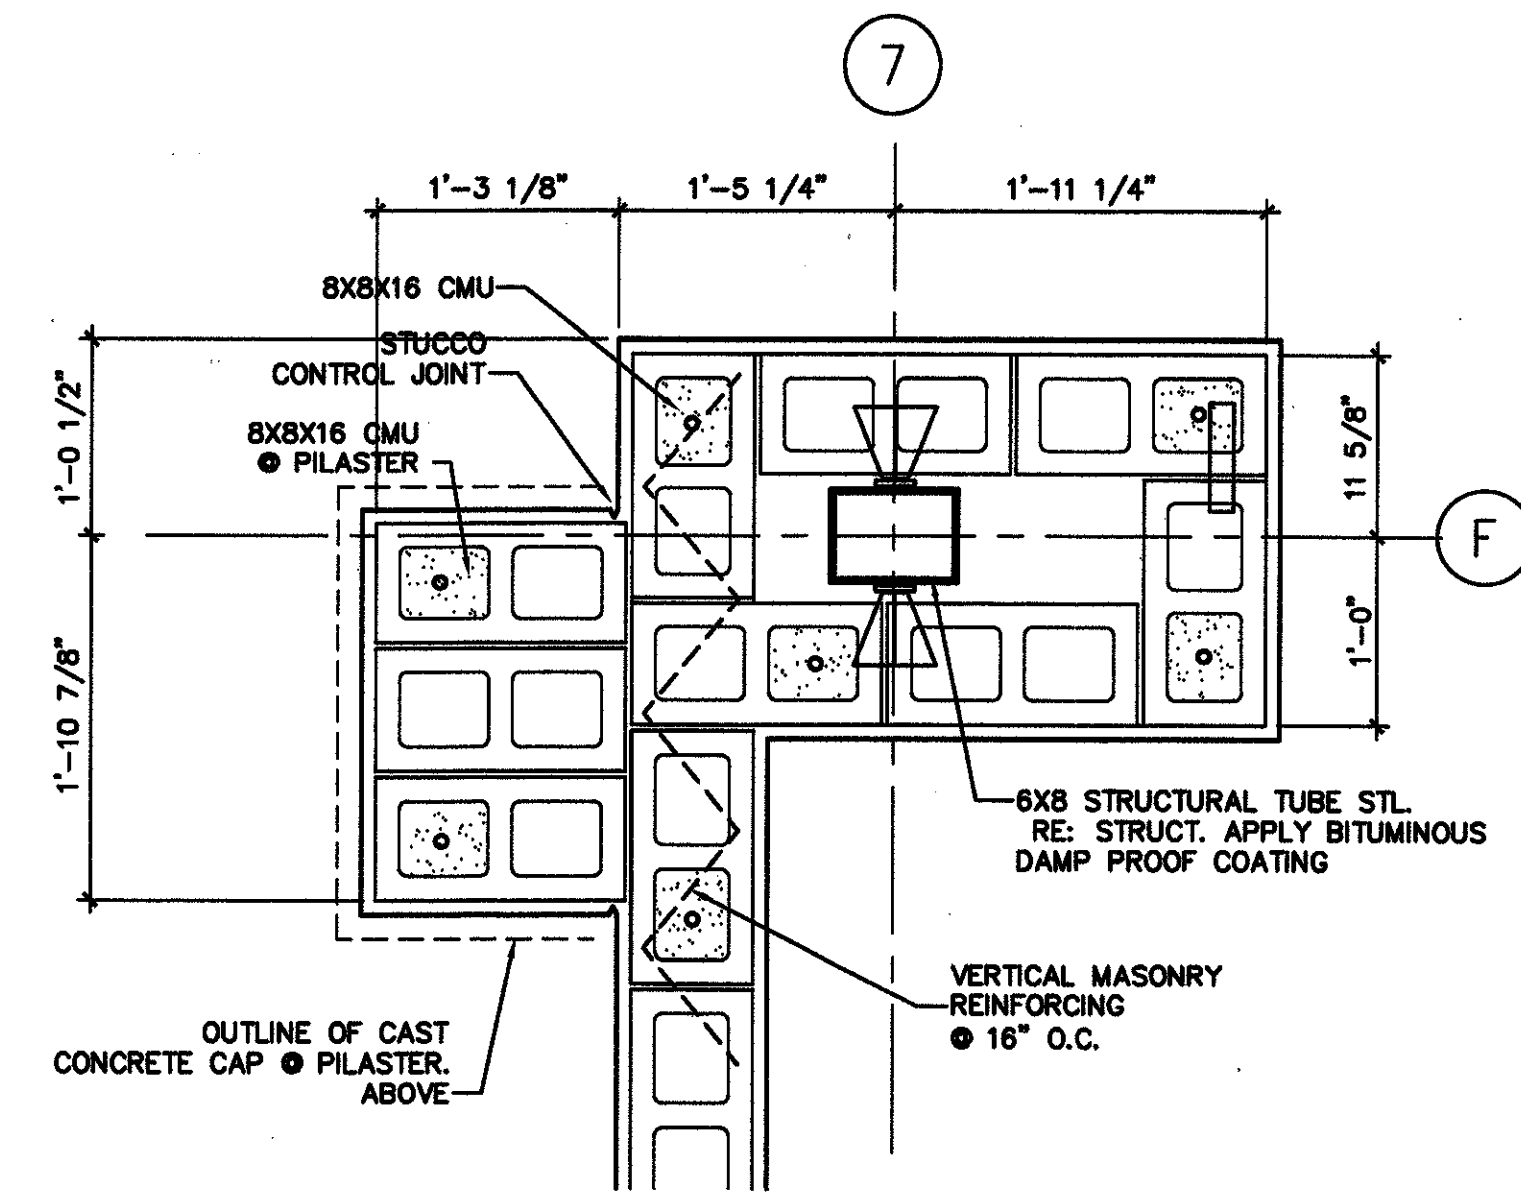 7
1'-3 1/8"
1'-5 1/4"
1'-11 1/4"
8X8X16 CMU
STUCCO
CONTROL JOINT
8X8X16 CMU
@ PILASTER
1'-0 1/2"
11 5/8"
F
1'-0"
1'-10 7/8"
6X8 STRUCTURAL TUBE STL.
RE: STRUCT. APPLY BITUMINOUS
DAMP PROOF COATING
VERTICAL MASONRY
REINFORCING
@ 16" O.C.
OUTLINE OF CAST
CONCRETE CAP @ PILASTER.
ABOVE